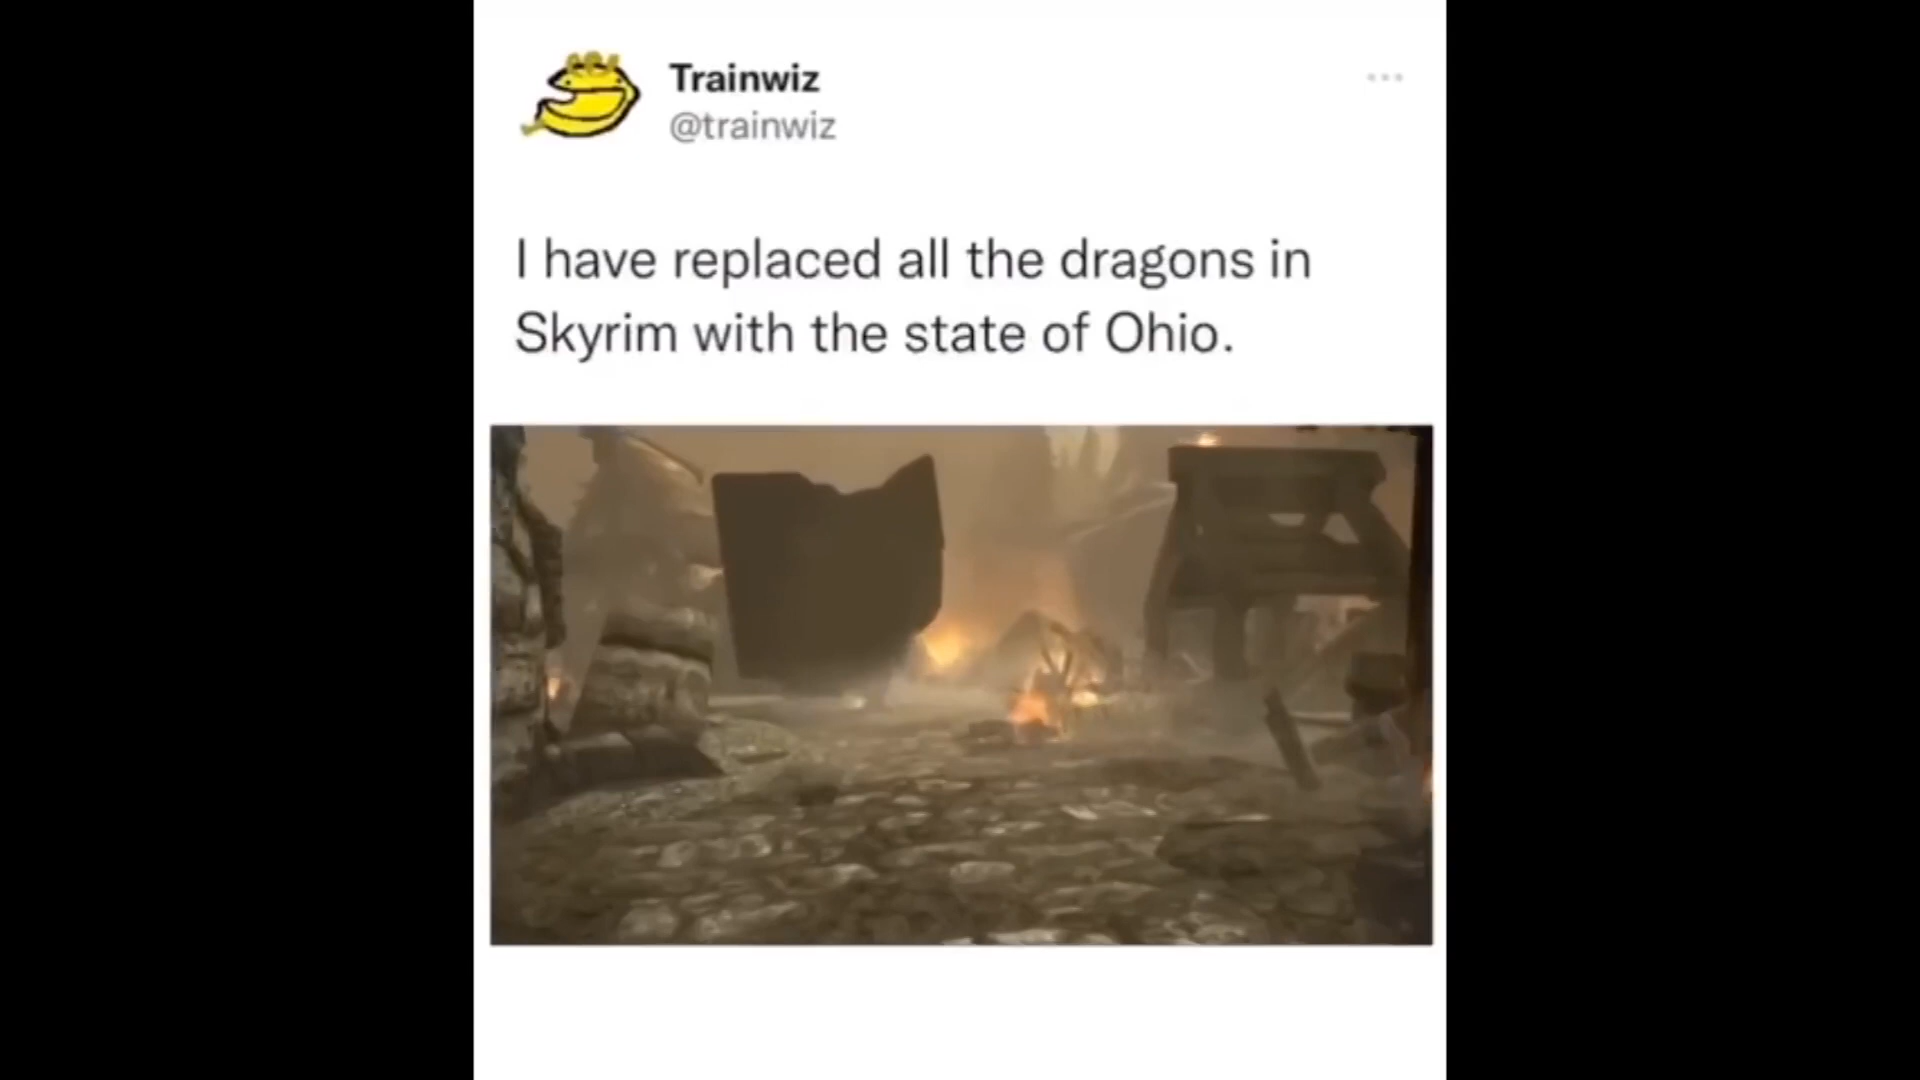 Trainwiz
@trainwiz
I have replaced all the dragons in
Skyrim with the state of Ohio.